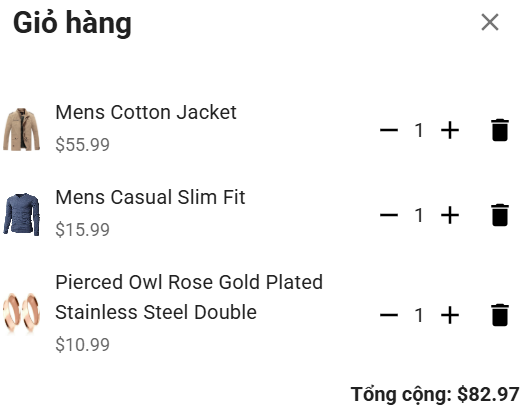 Giỏ hàng
Mens Cotton Jacket
$55.99
1
Mens Casual Slim Fit
$15.99
1
Pierced Owl Rose Gold Plated
Stainless Steel Double
$10.99
1
Tổng cộng: $82.97